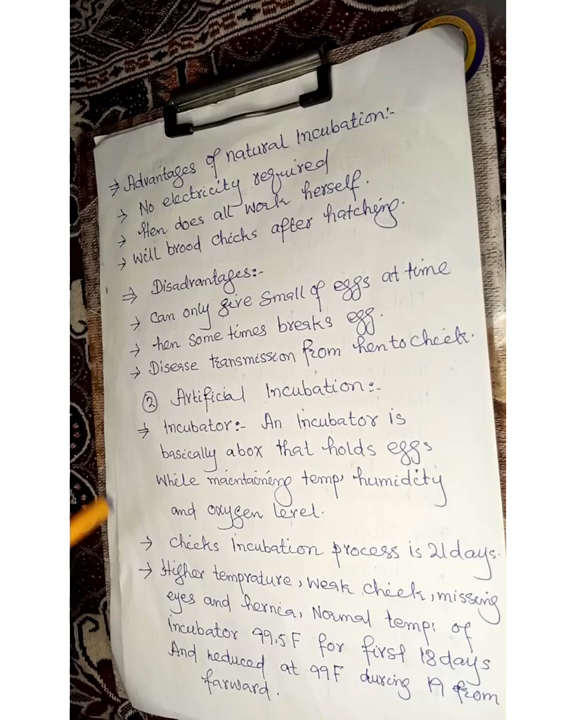 ⇒ Advantages of natural Incubation:-
→ No electricity required
→ Hen does all work herself.
→ Will brood chicks after hatching.
⇒ Disadvantages:-
→ Can only give small of eggs at time
→ hen some times breaks egg.
→ Disease transmission from hen to chick.
② Artificial Incubation:-
→ Incubator:- An Incubator is
basically abox that holds eggs
While maintaining temp, humidity
and oxygen level.
→ chicks Incubation process is 21days.
→ Higher temprature, weak chick, missing
eyes and hernia, Normal temp: of
incubator 99.5 F for first 18 days
And reduced at 99F during 19 from
farward.